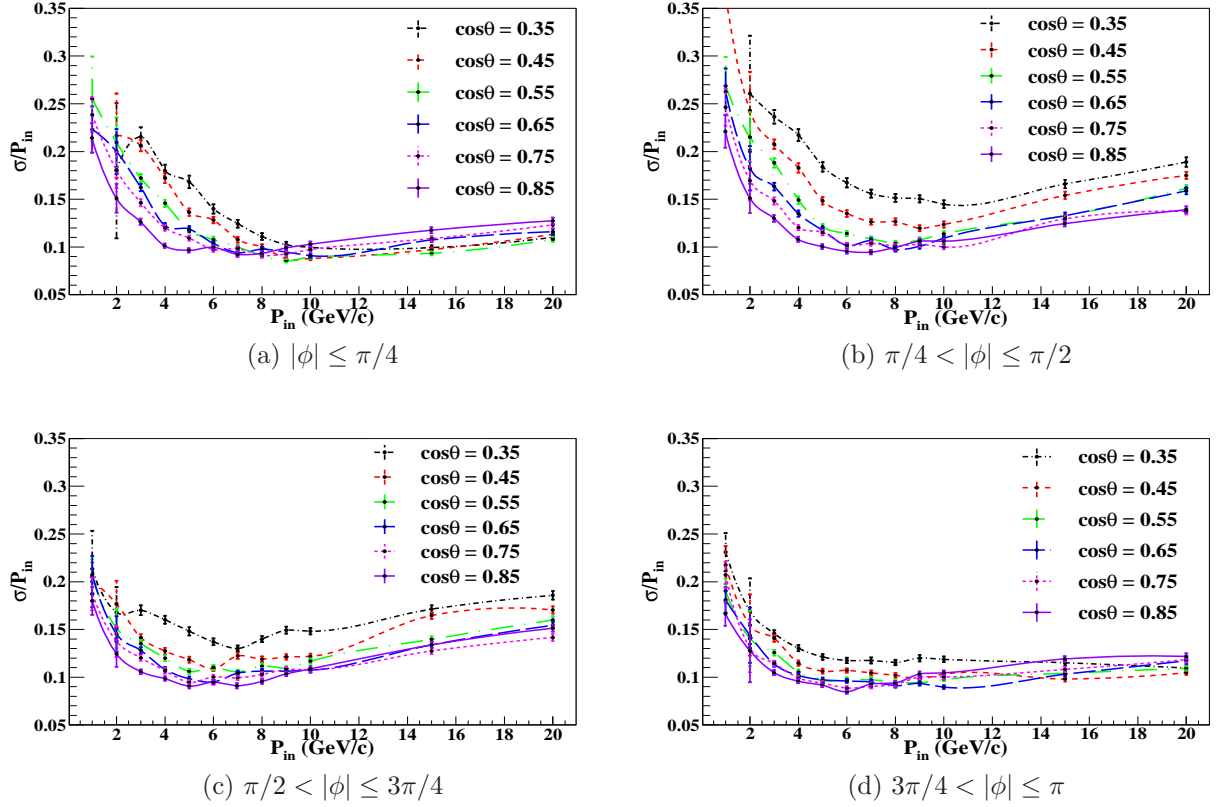 0.35
0.3
0.25
0.2
0.15
0.1
0.05
σ/P_in
2 4 6 8 10 12 14 16 18 20
P_in (GeV/c)
cosθ = 0.35
cosθ = 0.45
cosθ = 0.55
cosθ = 0.65
cosθ = 0.75
cosθ = 0.85
(a) |ϕ| ≤ π/4
0.35
0.3
0.25
0.2
0.15
0.1
0.05
σ/P_in
2 4 6 8 10 12 14 16 18 20
P_in (GeV/c)
cosθ = 0.35
cosθ = 0.45
cosθ = 0.55
cosθ = 0.65
cosθ = 0.75
cosθ = 0.85
(b) π/4 < |ϕ| ≤ π/2
0.35
0.3
0.25
0.2
0.15
0.1
0.05
σ/P_in
2 4 6 8 10 12 14 16 18 20
P_in (GeV/c)
cosθ = 0.35
cosθ = 0.45
cosθ = 0.55
cosθ = 0.65
cosθ = 0.75
cosθ = 0.85
(c) π/2 < |ϕ| ≤ 3π/4
0.35
0.3
0.25
0.2
0.15
0.1
0.05
σ/P_in
2 4 6 8 10 12 14 16 18 20
P_in (GeV/c)
cosθ = 0.35
cosθ = 0.45
cosθ = 0.55
cosθ = 0.65
cosθ = 0.75
cosθ = 0.85
(d) 3π/4 < |ϕ| ≤ π